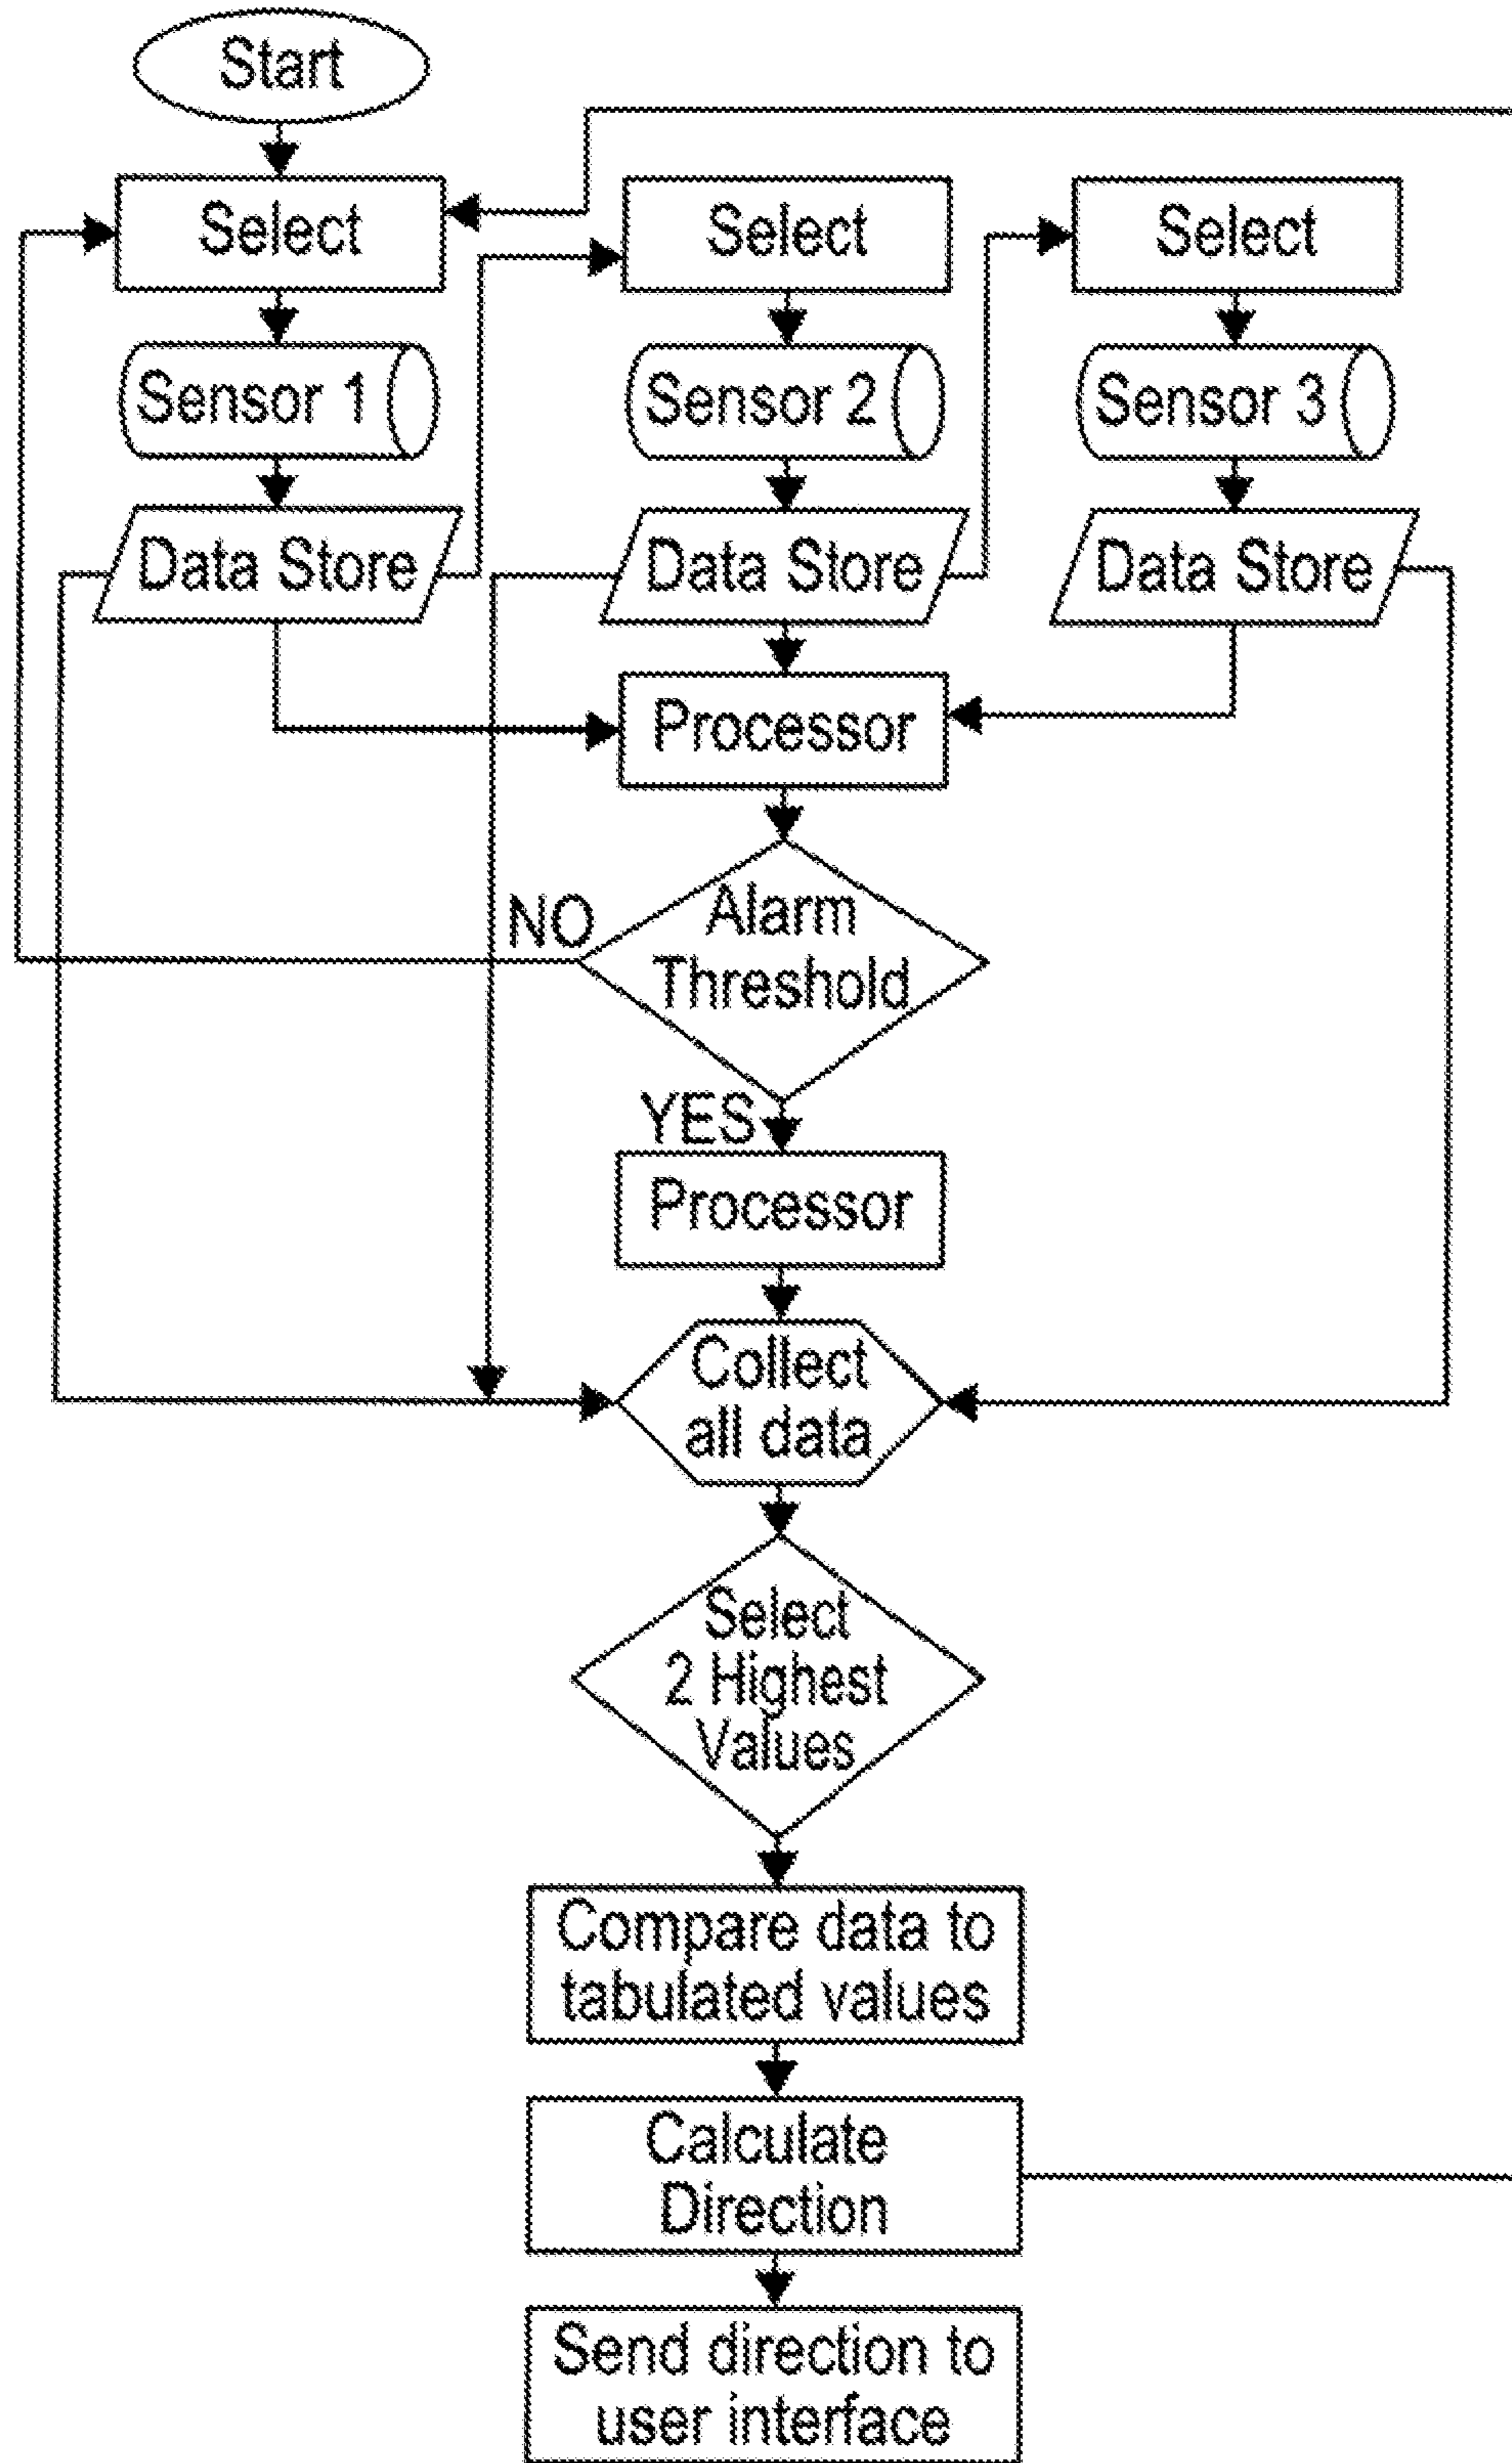 Start
Select
Select
Select
Sensor 1
Sensor 2
Sensor 3
Data Store
Data Store
Data Store
Processor
NO
Alarm
Threshold
YES
Processor
Collect
all data
Select
2 Highest
Values
Compare data to
tabulated values
Calculate
Direction
Send direction to
user interface